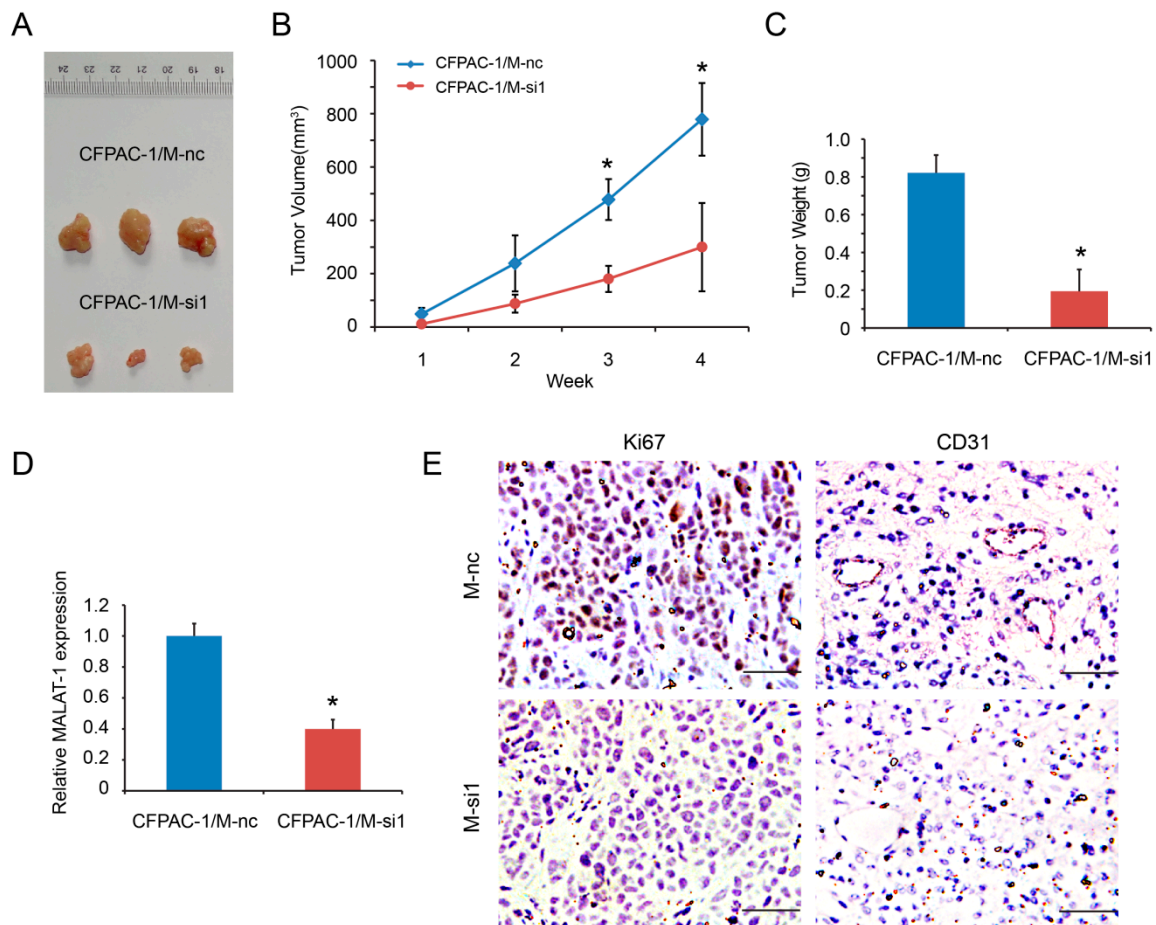 A
24 23 22 21 20 19 18
CFPAC-1/M-nc
CFPAC-1/M-si1
B
CFPAC-1/M-nc
CFPAC-1/M-si1
Tumor Volume(mm³)
1000
800
600
400
200
0
* *
1 2 3 4
Week
C
Tumor Weight (g)
1.0
0.8
0.6
0.4
0.2
0
*
CFPAC-1/M-nc CFPAC-1/M-si1
D
Relative MALAT-1 expression
1.2
1.0
0.8
0.6
0.4
0.2
0
*
CFPAC-1/M-nc CFPAC-1/M-si1
E
Ki67 CD31
M-nc
M-si1